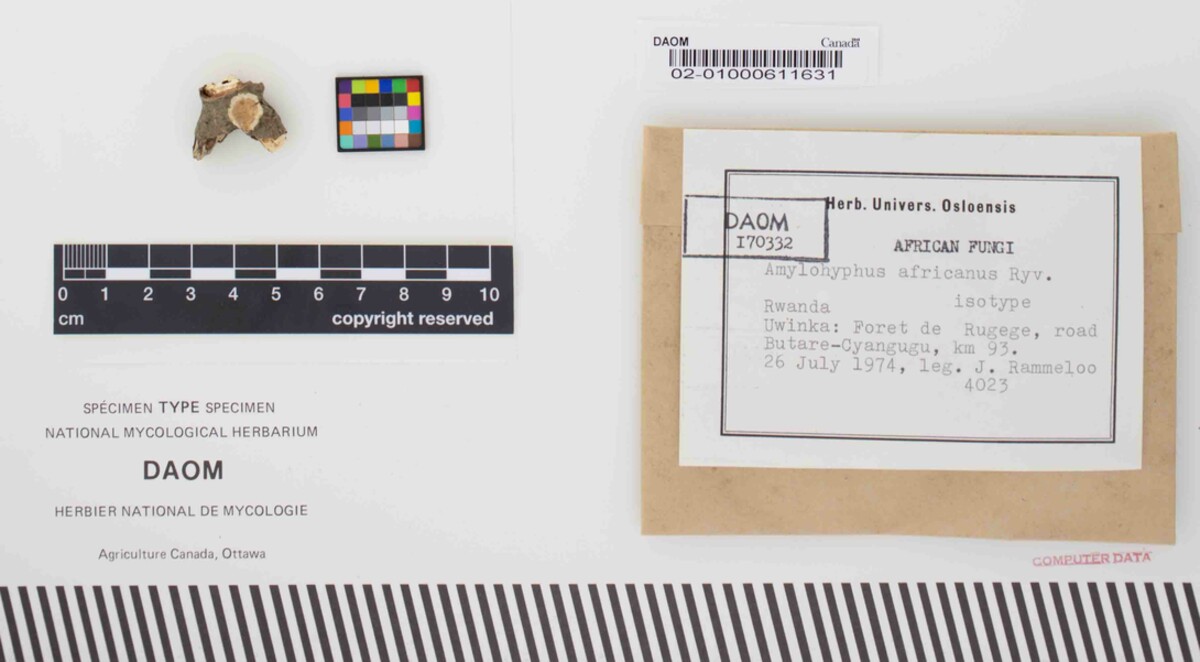 DAOM
Canada
02-01000611631
0 1 2 3 4 5 6 7 8 9 10
cm
copyright reserved
SPÉCIMEN TYPE SPECIMEN
NATIONAL MYCOLOGICAL HERBARIUM
DAOM
HERBIER NATIONAL DE MYCOLOGIE
Agriculture Canada, Ottawa
Herb. Univers. Osloensis
DAOM
170332
AFRICAN FUNGI
Amylohyphus africanus Ryv.
isotype
Rwanda
Uwinka: Foret de Rugege, road
Butare-Cyangugu, km 93.
26 July 1974, leg. J. Rammeloo
4023
COMPUTER DATA